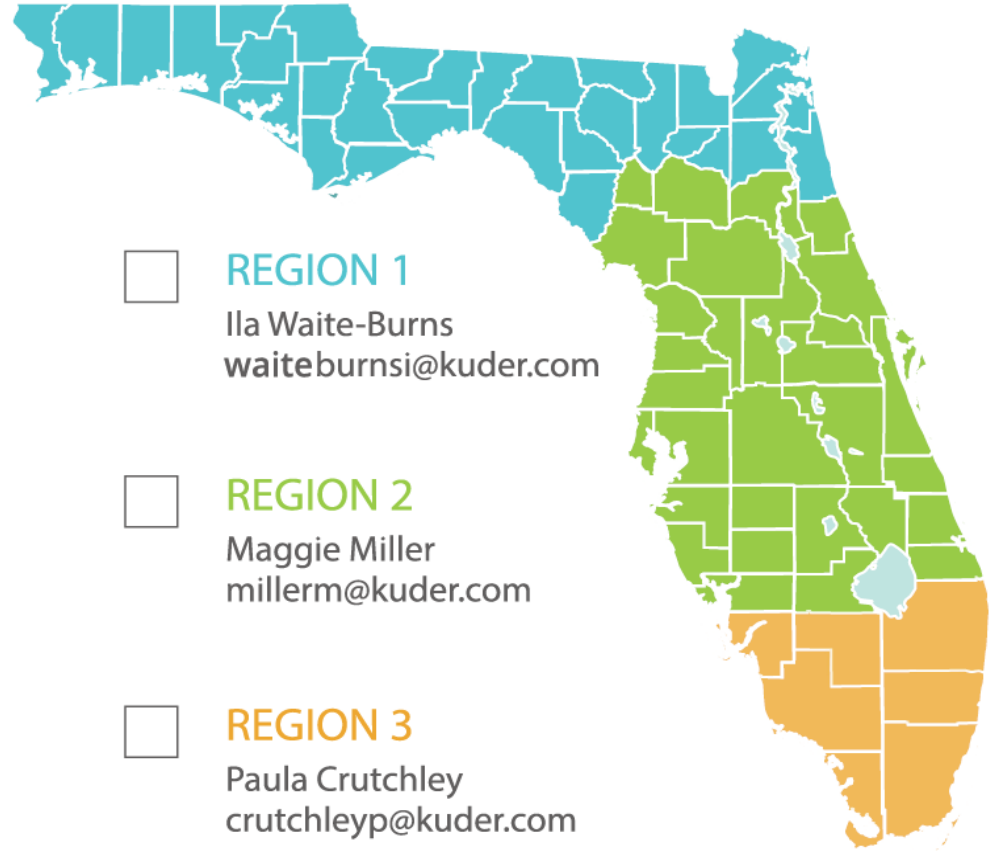 REGION 1
Ila Waite-Burns
waiteburnsi@kuder.com
REGION 2
Maggie Miller
millerm@kuder.com
REGION 3
Paula Crutchley
crutchleyp@kuder.com